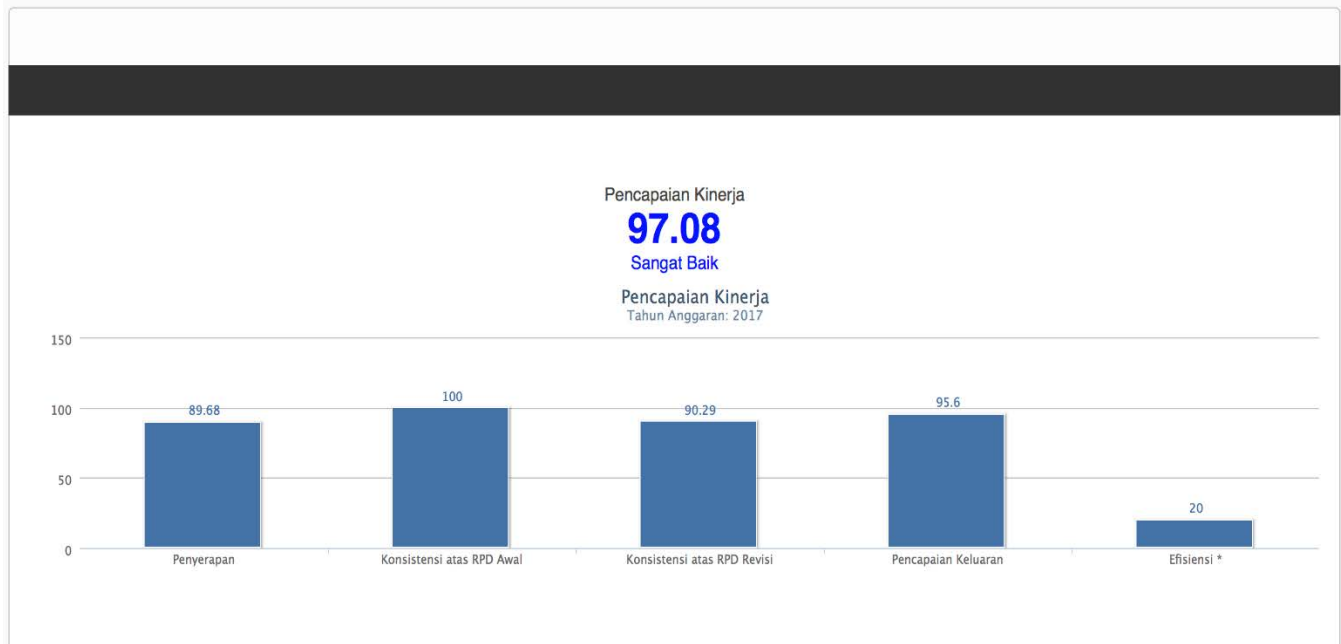 Pencapaian Kinerja
97.08
Sangat Baik
Pencapaian Kinerja
Tahun Anggaran: 2017
150
100
50
0
89.68
100
90.29
95.6
20
Penyerapan
Konsistensi atas RPD Awal
Konsistensi atas RPD Revisi
Pencapaian Keluaran
Efisiensi *